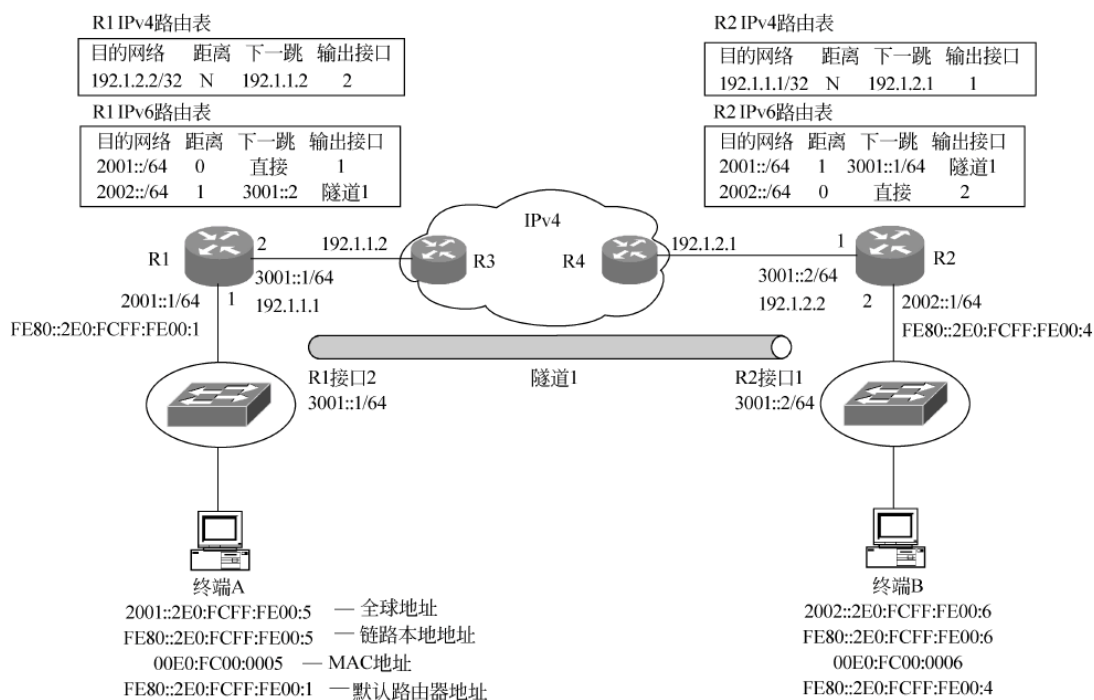 R1 IPv4路由表
目的网络 距离 下一跳 输出接口
192.1.2.2/32 N 192.1.1.2 2
R1 IPv6路由表
目的网络 距离 下一跳 输出接口
2001::/64 0 直接 1
2002::/64 1 3001::2 隧道1
R2 IPv4路由表
目的网络 距离 下一跳 输出接口
192.1.1.1/32 N 192.1.2.1 1
R2 IPv6路由表
目的网络 距离 下一跳 输出接口
2001::/64 1 3001::1/64 隧道1
2002::/64 0 直接 2
IPv4
R1
2
192.1.1.2
R3
R4
192.1.2.1
1
R2
3001::1/64
3001::2/64
2001::1/64
1
192.1.1.1
192.1.2.2
2
2002::1/64
FE80::2E0:FCFF:FE00:1
FE80::2E0:FCFF:FE00:4
R1接口2
3001::1/64
隧道1
R2接口1
3001::2/64
终端A
2001::2E0:FCFF:FE00:5 — 全球地址
FE80::2E0:FCFF:FE00:5 — 链路本地地址
00E0:FC00:0005 — MAC地址
FE80::2E0:FCFF:FE00:1 — 默认路由器地址
终端B
2002::2E0:FCFF:FE00:6
FE80::2E0:FCFF:FE00:6
00E0:FC00:0006
FE80::2E0:FCFF:FE00:4